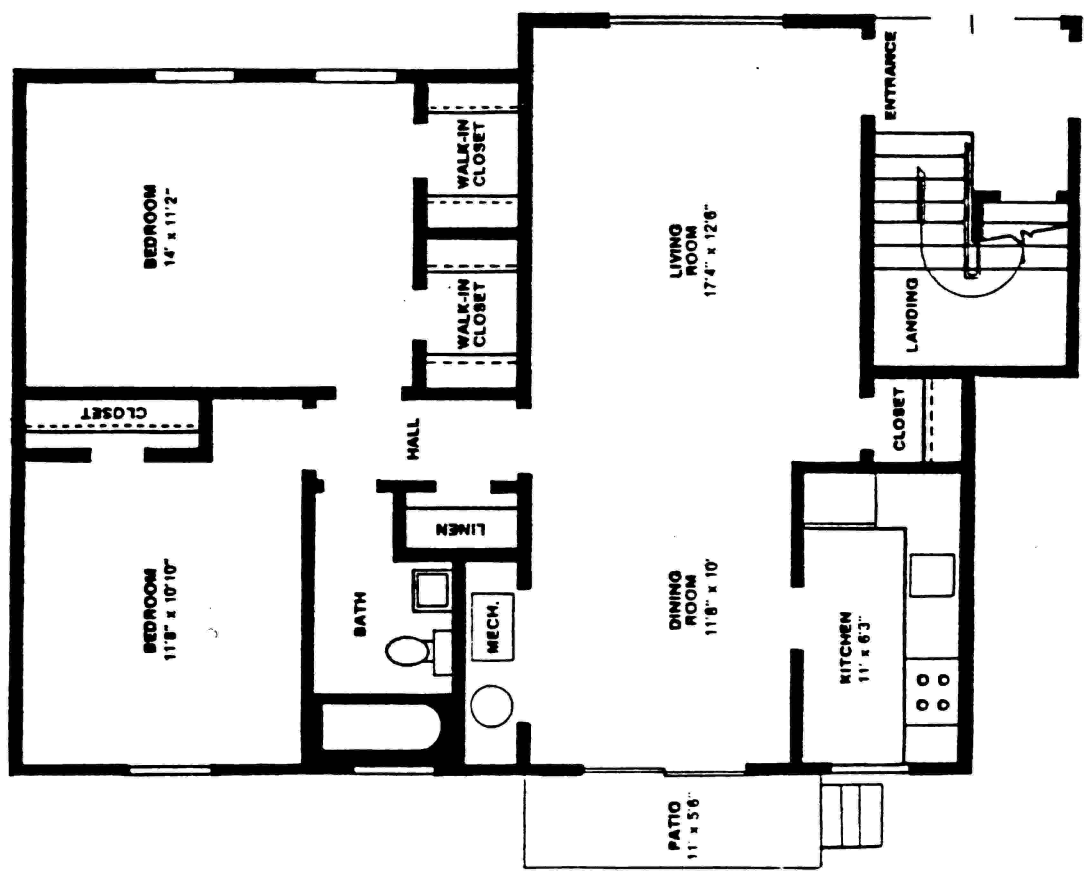 ENTRANCE
WALK-IN
CLOSET
BEDROOM
14' x 11'2"
LIVING
ROOM
17'4" x 12'6"
WALK-IN
CLOSET
LANDING
CLOSET
HALL
CLOSET
LINEN
BEDROOM
11'8" x 10'10"
BATH
MECH.
DINING
ROOM
11'8" x 10'
KITCHEN
11' x 6'3"
PATIO
11' x 5'6"